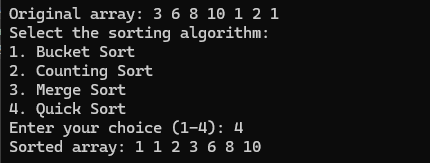 Original array: 3 6 8 10 1 2 1
Select the sorting algorithm:
1. Bucket Sort
2. Counting Sort
3. Merge Sort
4. Quick Sort
Enter your choice (1-4): 4
Sorted array: 1 1 2 3 6 8 10